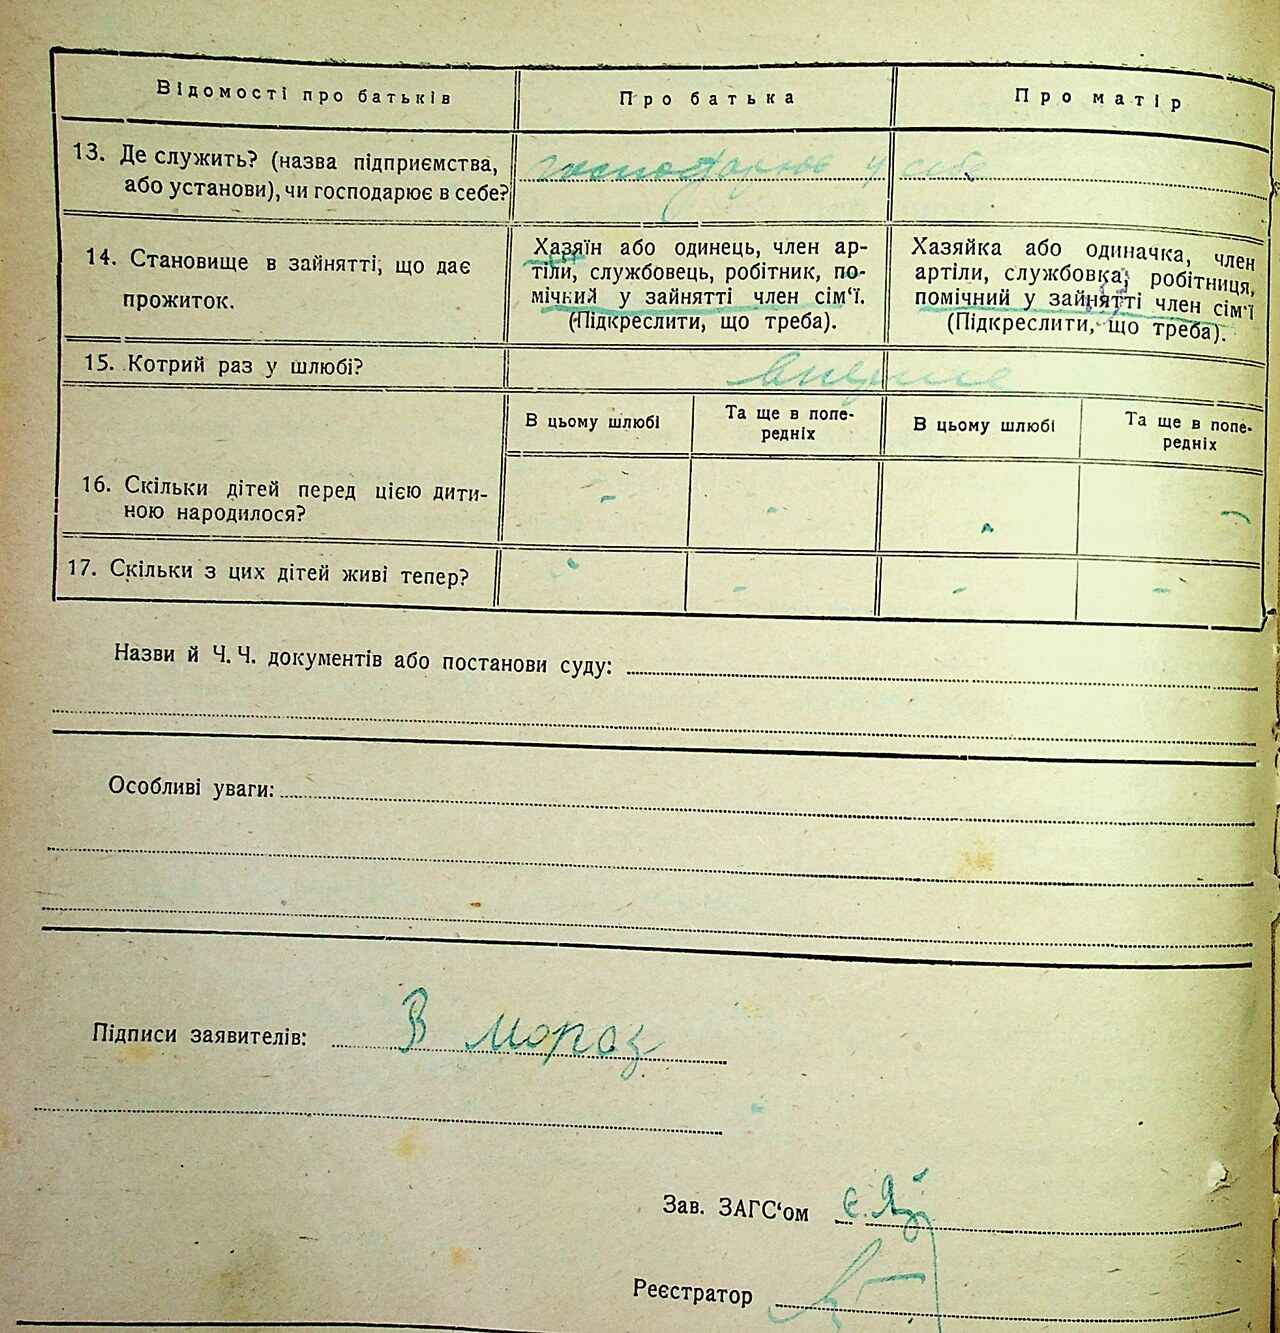 Відомості про батьків Про батька Про матір
13. Де служить? (назва підприємства, або установи), чи господарює в себе? господарює у себе
14. Становище в зайнятті, що дає прожиток.
Хазяїн або одинець, член ар-
тіли, службовець, робітник, по-
мічний у зайнятті член сім‘ї.
(Підкреслити, що треба).
Хазяйка або одиначка, член
артіли, службовка, робітниця,
помічний у зайнятті член сім‘ї
(Підкреслити, що треба).
15. Котрий раз у шлюбі? вперше
В цьому шлюбі Та ще в попе-редніх В цьому шлюбі Та ще в попе-редніх
16. Скільки дітей перед цією дити-
ною народилося? - - - -
17. Скільки з цих дітей живі тепер? - - - -
Назви й Ч. Ч. документів або постанови суду:
Особливі уваги:
Підписи заявителів: В Мороз
Зав. ЗАГС‘ом
Реєстратор